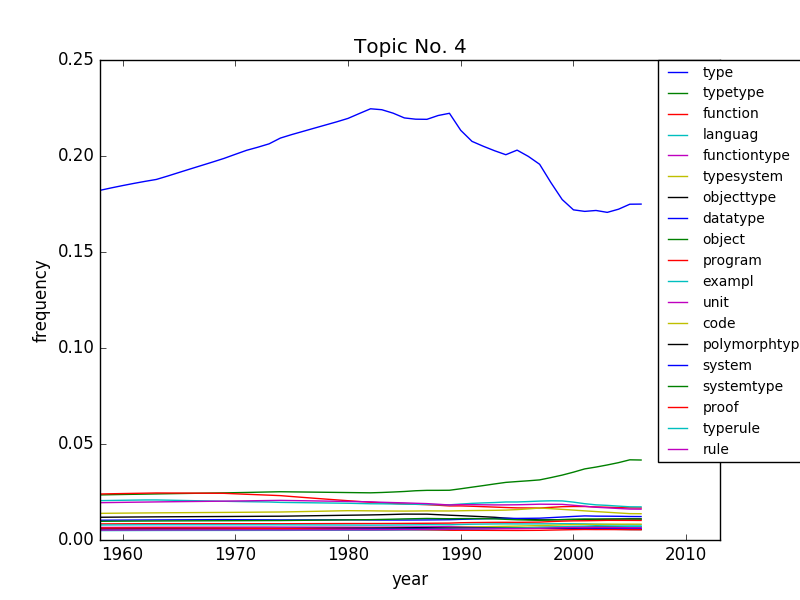 Topic No. 4
0.25
0.20
0.15
0.10
0.05
0.00
frequency
1960
1970
1980
1990
2000
2010
year
type
typetype
function
languag
functiontype
typesystem
objecttype
datatype
object
program
exampl
unit
code
polymorphtyp
system
systemtype
proof
typerule
rule